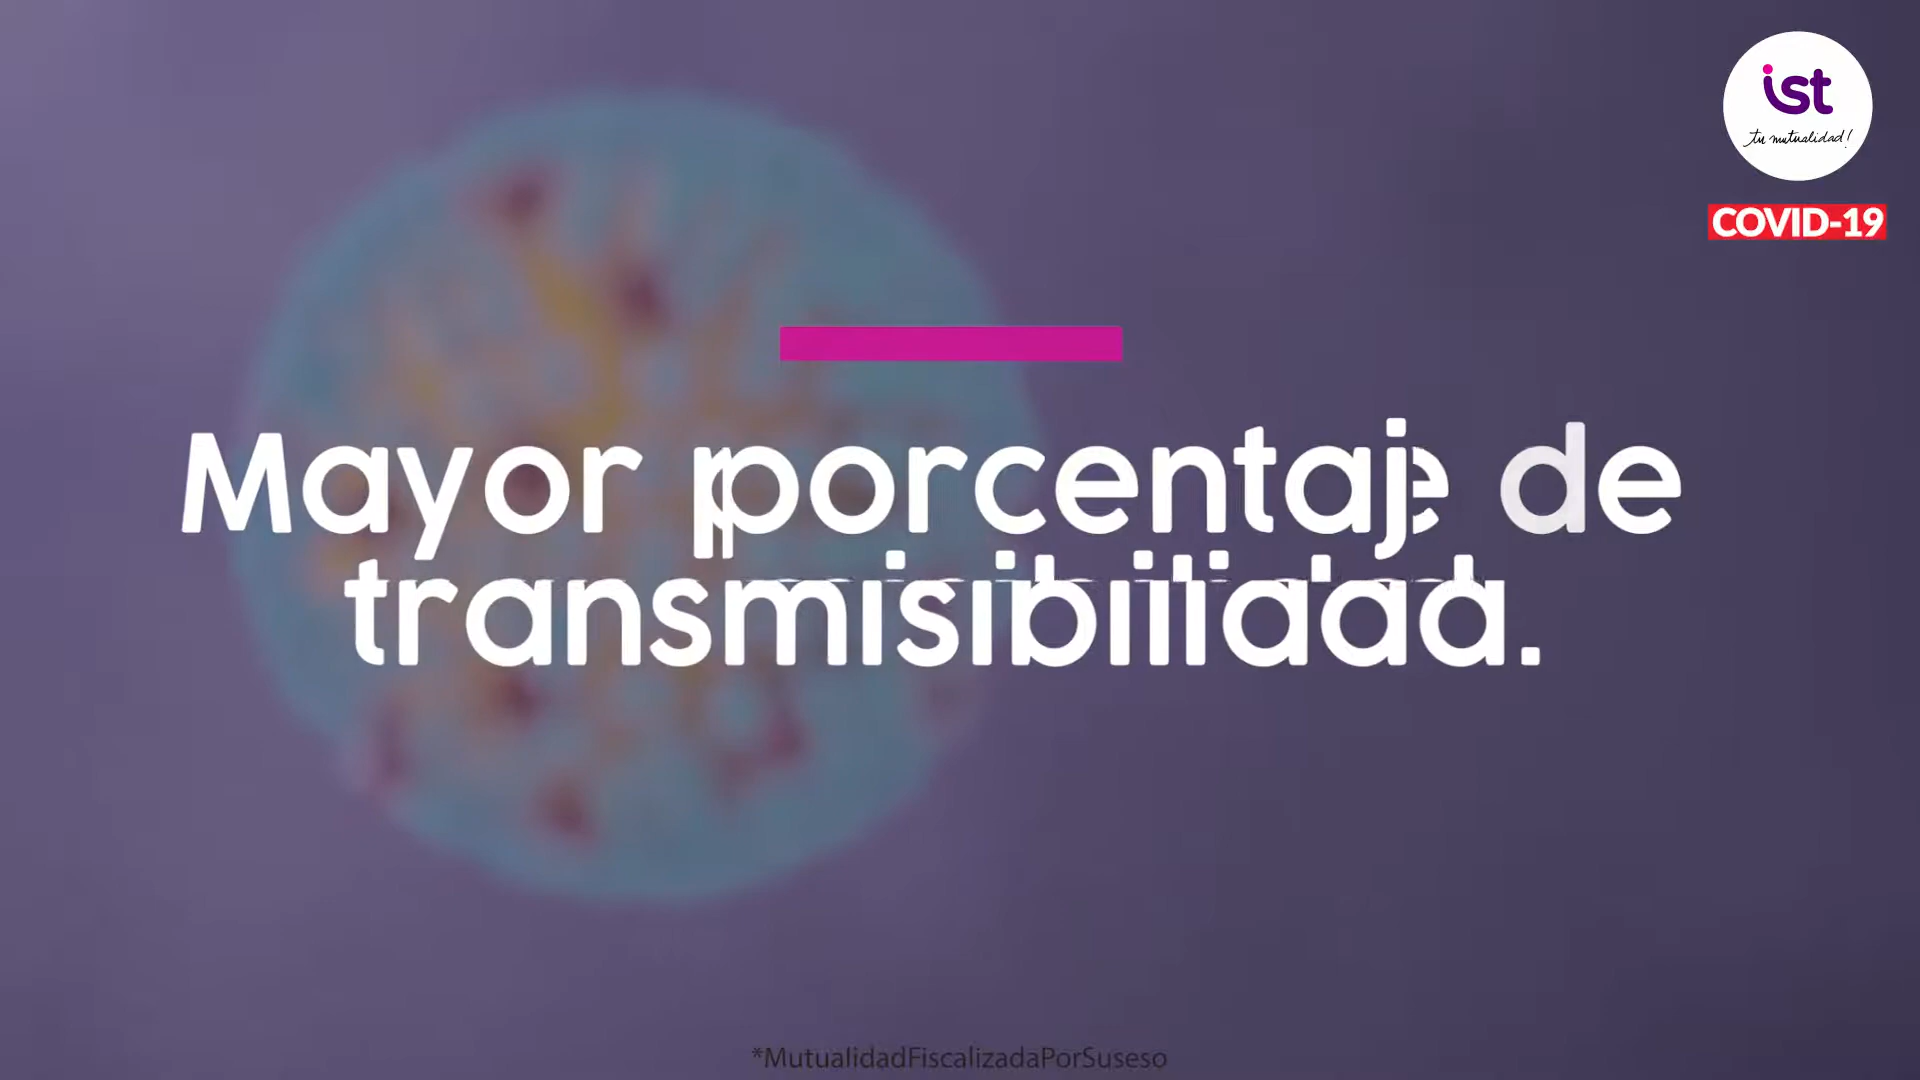 ist
tu mutualidad!
COVID-19
Mayor porcentaje de
transmisibilidad.
*MutualidadFiscalizadaPorSuseso